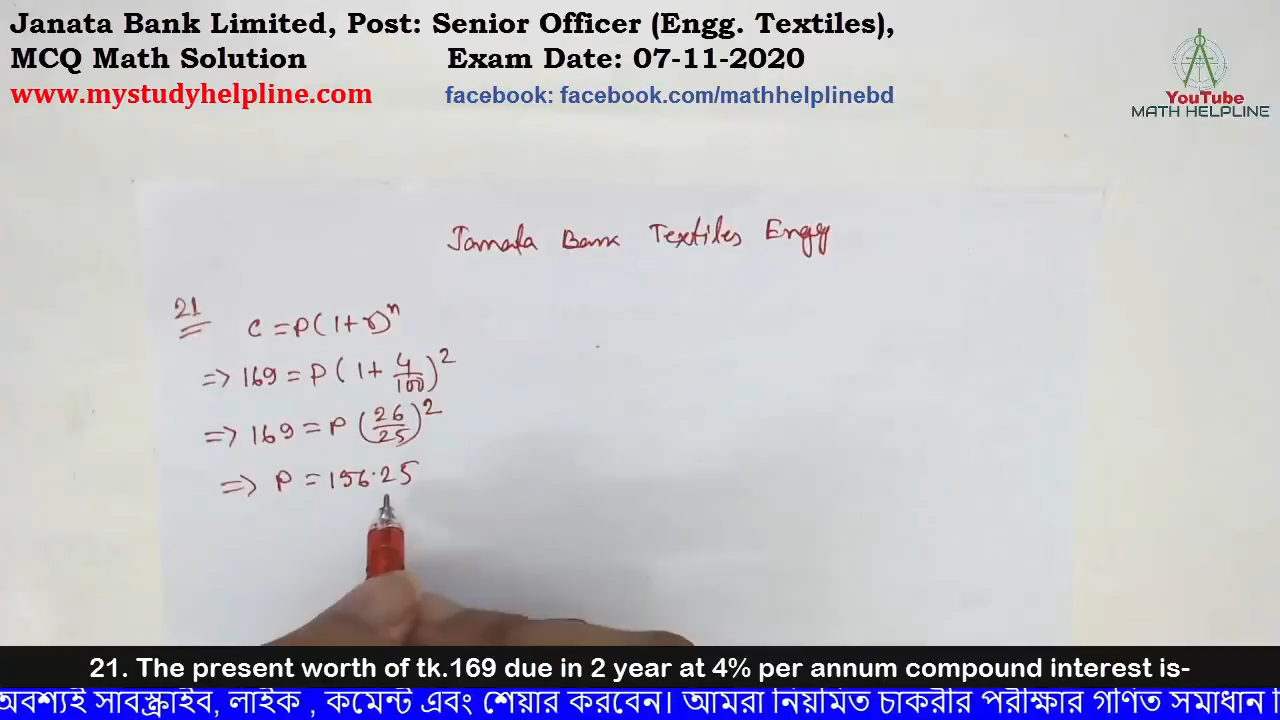 Janata Bank Limited, Post: Senior Officer (Engg. Textiles),
MCQ Math Solution Exam Date: 07-11-2020
www.mystudyhelpline.com facebook: facebook.com/mathhelplinebd
YouTube
MATH HELPLINE
Janata Bank Textiles Engg
21 C = P(1+r)^n
=> 169 = P(1+4/100)^2
=> 169 = P(26/25)^2
=> P = 156.25
21. The present worth of tk.169 due in 2 year at 4% per annum compound interest is-
অবশ্যই সাবস্ক্রাইব, লাইক , কমেন্ট এবং শেয়ার করবেন। আমরা নিয়মিত চাকরীর পরীক্ষার গণিত সমাধান